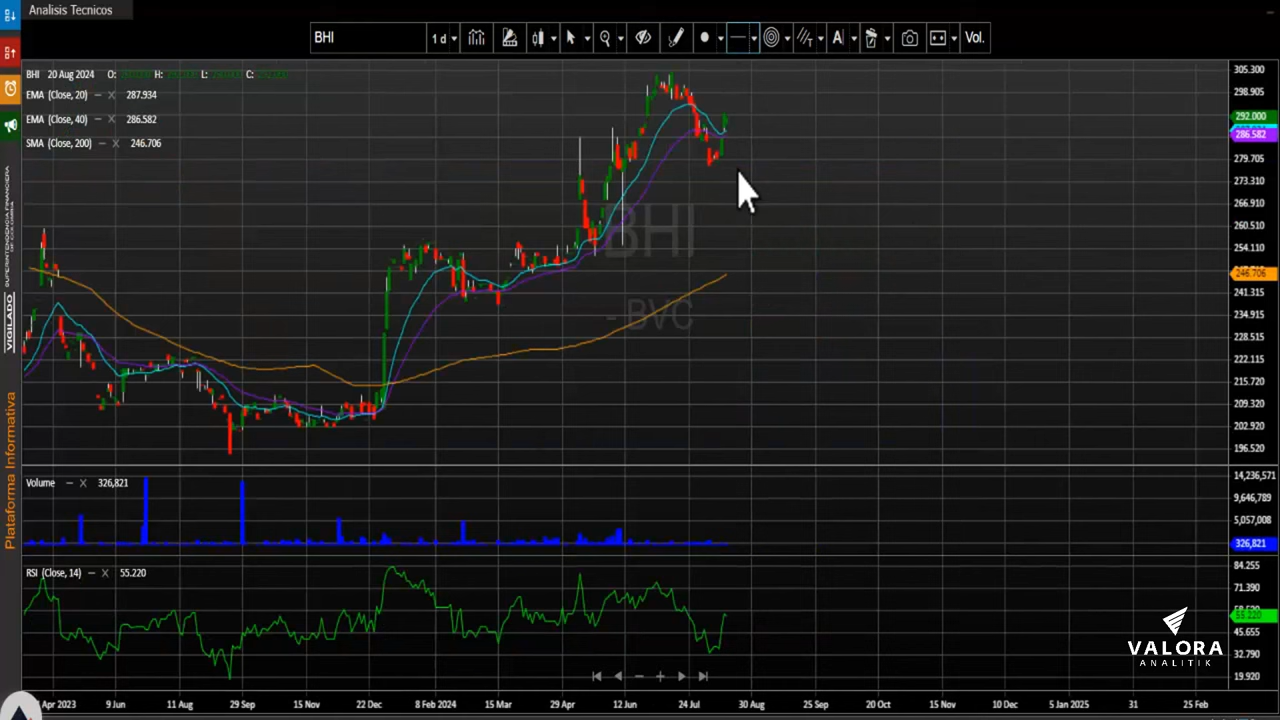 Analisis Tecnicos
BHI 1 d A Vol.
BHI 20 Aug 2024 O: H: L: C:
EMA (Close, 20) – X 287.934
EMA (Close, 40) – X 286.582
SMA (Close, 200) – X 246.706
305.300
298.905
292.000
286.582
279.705
273.310
266.910
260.510
254.110
246.706
241.315
234.915
228.515
222.115
215.720
209.320
202.920
196.520
BHI
- BVC
Volume – X 326,821
14,236,571
9,646,789
5,057,008
326,821
RSI (Close, 14) – X 55.220
84.255
71.390
55.220
45.655
32.790
19.920
Apr 2023 9 Jun 11 Aug 29 Sep 15 Nov 22 Dec 8 Feb 2024 15 Mar 29 Apr 12 Jun 24 Jul 30 Aug 25 Sep 20 Oct 15 Nov 10 Dec 5 Jan 2025 31 25 Feb
VIGILADO
Plataforma Informativa
VALORA
ANALITIK